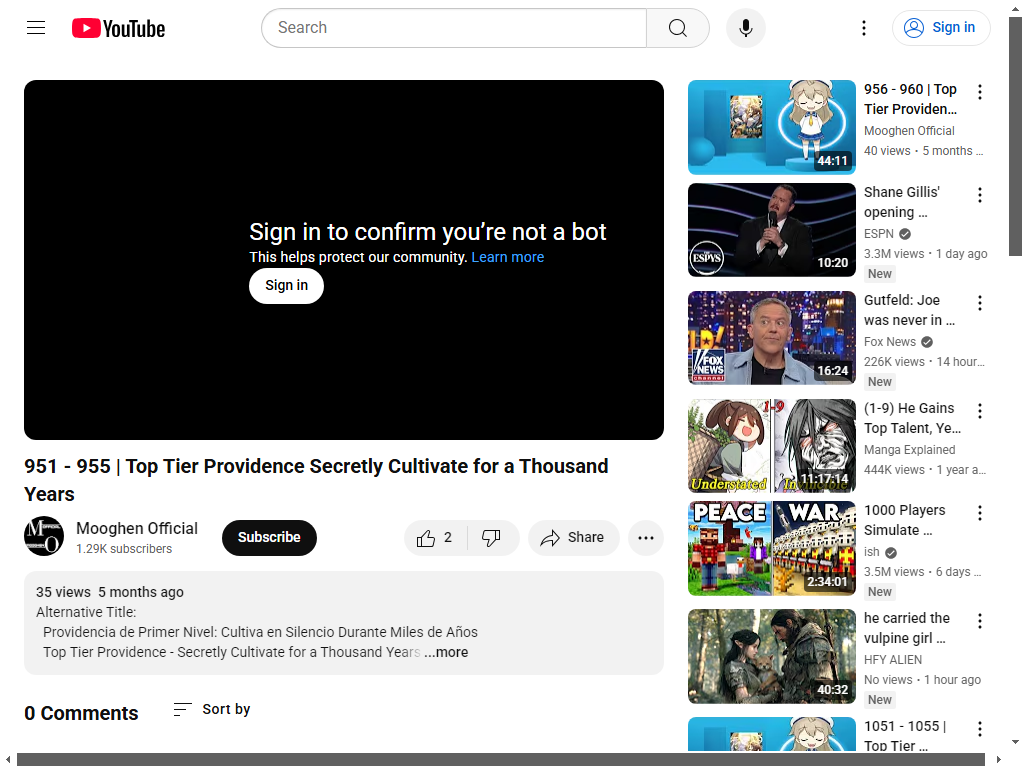 YouTube
Search
Sign in
Sign in to confirm you’re not a bot
This helps protect our community. Learn more
Sign in
951 - 955 | Top Tier Providence Secretly Cultivate for a Thousand
Years
Mooghen Official
1.29K subscribers
Subscribe
2
Share
35 views 5 months ago
Alternative Title:
Providencia de Primer Nivel: Cultiva en Silencio Durante Miles de Años
Top Tier Providence - Secretly Cultivate for a Thousand Years ...more
0 Comments
Sort by
44:11
956 - 960 | Top
Tier Providen...
Mooghen Official
40 views • 5 months ...
ESPYS
10:20
Shane Gillis'
opening ...
ESPN
3.3M views • 1 day ago
New
FOX
NEWS
channel
16:24
Gutfeld: Joe
was never in ...
Fox News
226K views • 14 hour...
New
1-9
Understated
Invincible
11:17:14
(1-9) He Gains
Top Talent, Ye...
Manga Explained
444K views • 1 year a...
PEACE
WAR
2:34:01
1000 Players
Simulate ...
ish
3.5M views • 6 days ...
New
40:32
he carried the
vulpine girl ...
HFY ALIEN
No views • 1 hour ago
New
1051 - 1055 |
Top Tier ...